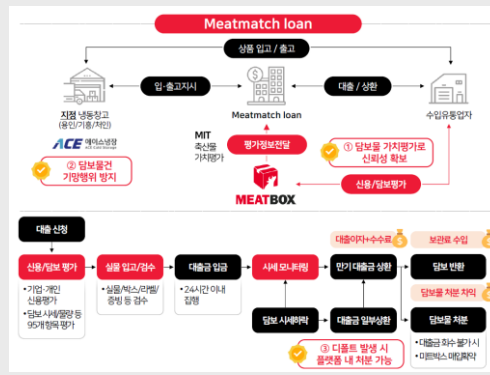 Meatmatch loan
상품 입고 / 출고
입·출고지시
대출 / 상환
지정 냉동창고
(용인/기흥/처인)
Meatmatch loan
수입유통업자
ACE 에이스냉장
ACE Cold Storage
MIT
축산물
가치평가
평가정보전달
① 담보물 가치평가로
신뢰성 확보
② 담보물건
기망행위 방지
MEATBOX
신용/담보평가
대출 신청
대출이자+수수료
보관료 수입
신용/담보 평가
실물 입고/검수
대출금 입금
시세 모니터링
만기 대출금 상환
담보 반환
• 기업·개인
신용평가
• 담보 시세/물량 등
95개 항목 평가
• 실물/박스/라벨/
증빙 등 검수
• 24시간 이내
집행
담보물 처분 차익
담보 시세하락
대출금 일부상환
담보물 처분
③ 디폴트 발생 시
플랫폼 내 처분 가능
• 대출금 회수 불가 시
• 미트박스 매입확약